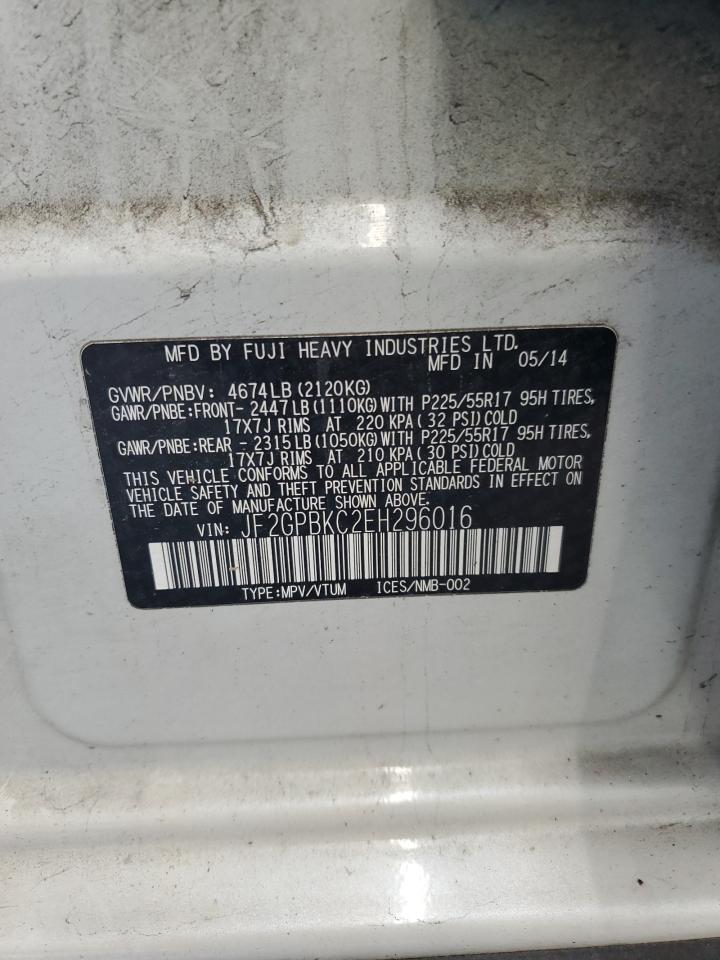 MFD BY FUJI HEAVY INDUSTRIES LTD.
MFD IN 05/14
GVWR/PNBV: 4674LB (2120KG)
GAWR/PNBE:FRONT- 2447LB(1110KG)WITH P225/55R17 95H TIRES,
17X7J RIMS AT 220 KPA( 32 PSI)COLD
GAWR/PNBE:REAR - 2315LB(1050KG)WITH P225/55R17 95H TIRES,
17X7J RIMS AT 210 KPA( 30 PSI)COLD
THIS VEHICLE CONFORMS TO ALL APPLICABLE FEDERAL MOTOR
VEHICLE SAFETY AND THEFT PREVENTION STANDARDS IN EFFECT ON
THE DATE OF MANUFACTURE SHOWN ABOVE.
VIN: JF2GPBKC2EH296016
TYPE:MPV/VTUM ICES/NMB-002